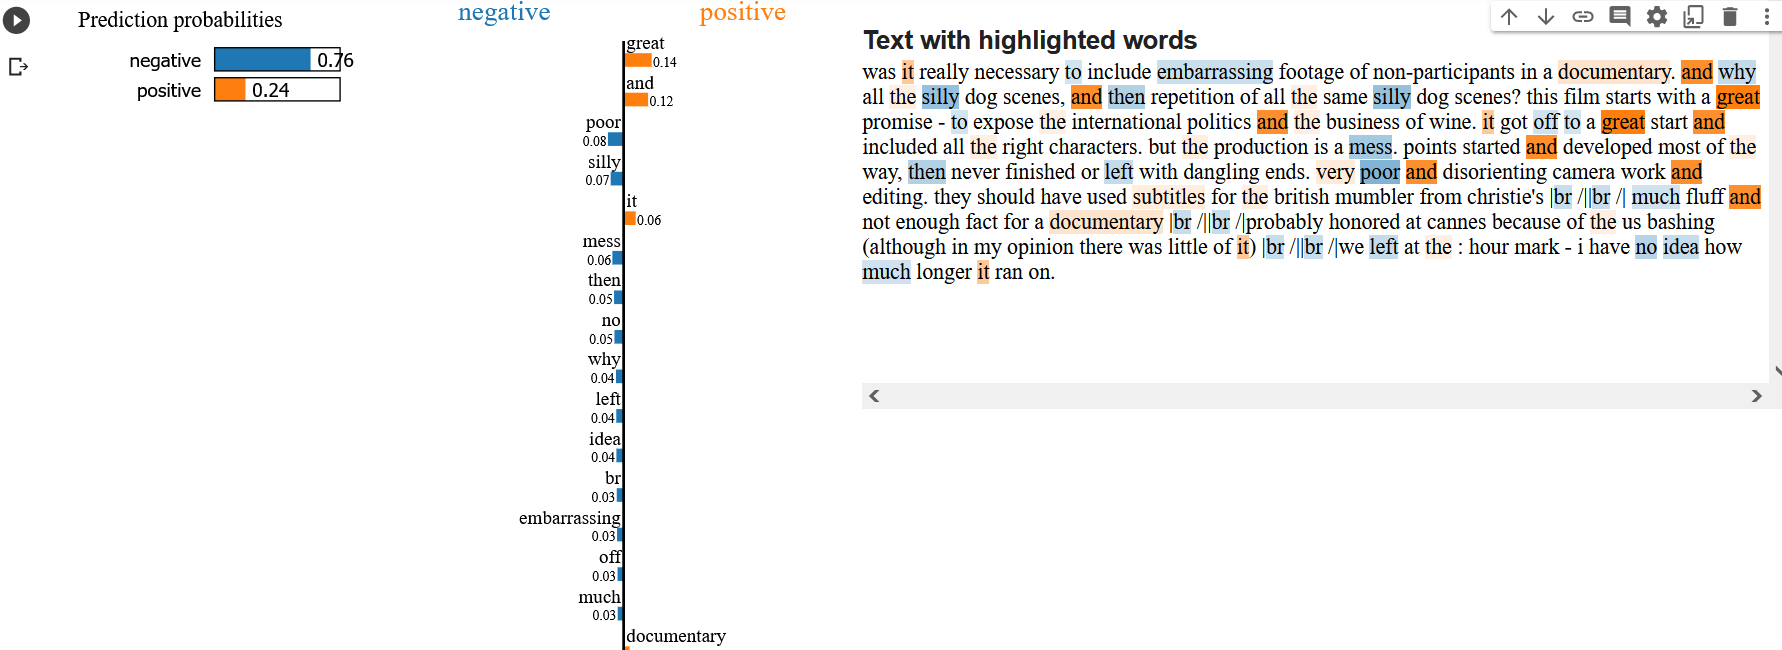 Prediction probabilities
negative 0.76
positive 0.24
negative positive
great
0.14
and
0.12
poor
0.08
silly
0.07
it
0.06
mess
0.06
then
0.05
no
0.05
why
0.04
left
0.04
idea
0.04
br
0.03
embarrassing
0.03
off
0.03
much
0.03
documentary
Text with highlighted words
was it really necessary to include embarrassing footage of non-participants in a documentary. and why
all the silly dog scenes, and then repetition of all the same silly dog scenes? this film starts with a great
promise - to expose the international politics and the business of wine. it got off to a great start and
included all the right characters. but the production is a mess. points started and developed most of the
way, then never finished or left with dangling ends. very poor and disorienting camera work and
editing. they should have used subtitles for the british mumbler from christie's |br /||br /| much fluff and
not enough fact for a documentary |br /||br /|probably honored at cannes because of the us bashing
(although in my opinion there was little of it) |br /||br /|we left at the : hour mark - i have no idea how
much longer it ran on.